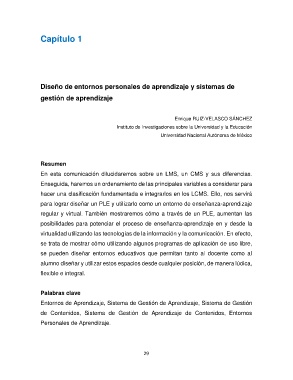 Capítulo 1
Diseño de entornos personales de aprendizaje y sistemas de
gestión de aprendizaje
Enrique RUIZ-VELASCO SÁNCHEZ
Instituto de Investigaciones sobre la Universidad y la Educación
Universidad Nacional Autónoma de México
Resumen
En esta comunicación dilucidaremos sobre un LMS, un CMS y sus diferencias.
Enseguida, haremos un ordenamiento de las principales variables a considerar para
hacer una clasificación fundamentada e integrarlos en los LCMS. Ello, nos servirá
para lograr diseñar un PLE y utilizarlo como un entorno de enseñanza-aprendizaje
regular y virtual. También mostraremos cómo a través de un PLE, aumentan las
posibilidades para potenciar el proceso de enseñanza-aprendizaje en y desde la
virtualidad utilizando las tecnologías de la información y la comunicación. En efecto,
se trata de mostrar cómo utilizando algunos programas de aplicación de uso libre,
se pueden diseñar entornos educativos que permitan tanto al docente como al
alumno diseñar y utilizar estos espacios desde cualquier posición, de manera lúdica,
flexible e integral.
Palabras clave
Entornos de Aprendizaje, Sistema de Gestión de Aprendizaje, Sistema de Gestión
de Contenidos, Sistema de Gestión de Aprendizaje de Contenidos, Entornos
Personales de Aprendizaje.
29